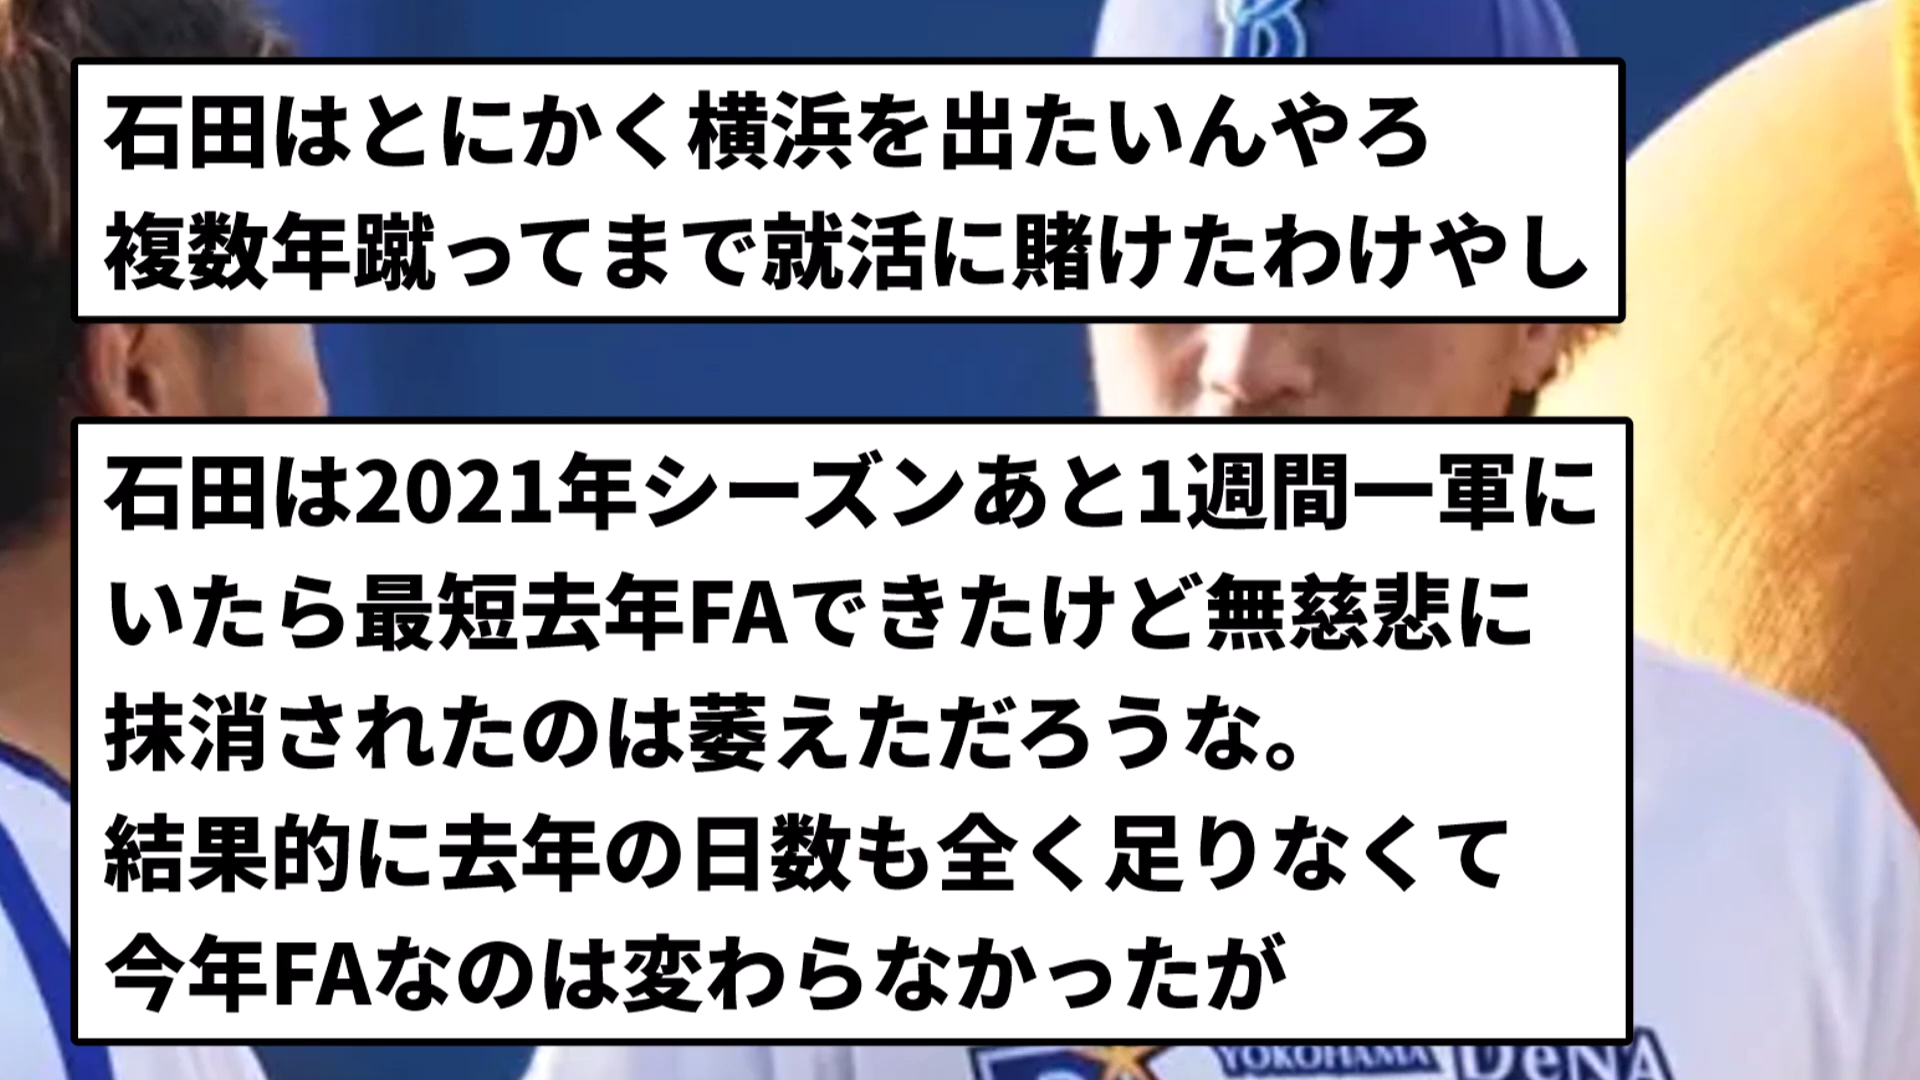 B
石田はとにかく横浜を出たいんやろ
複数年蹴ってまで就活に賭けたわけやし
石田は2021年シーズンあと1週間一軍に
いたら最短去年FAできたけど無慈悲に
抹消されたのは萎えただろうな。
結果的に去年の日数も全く足りなくて
今年FAなのは変わらなかったが
YOKOHAMA DeNA